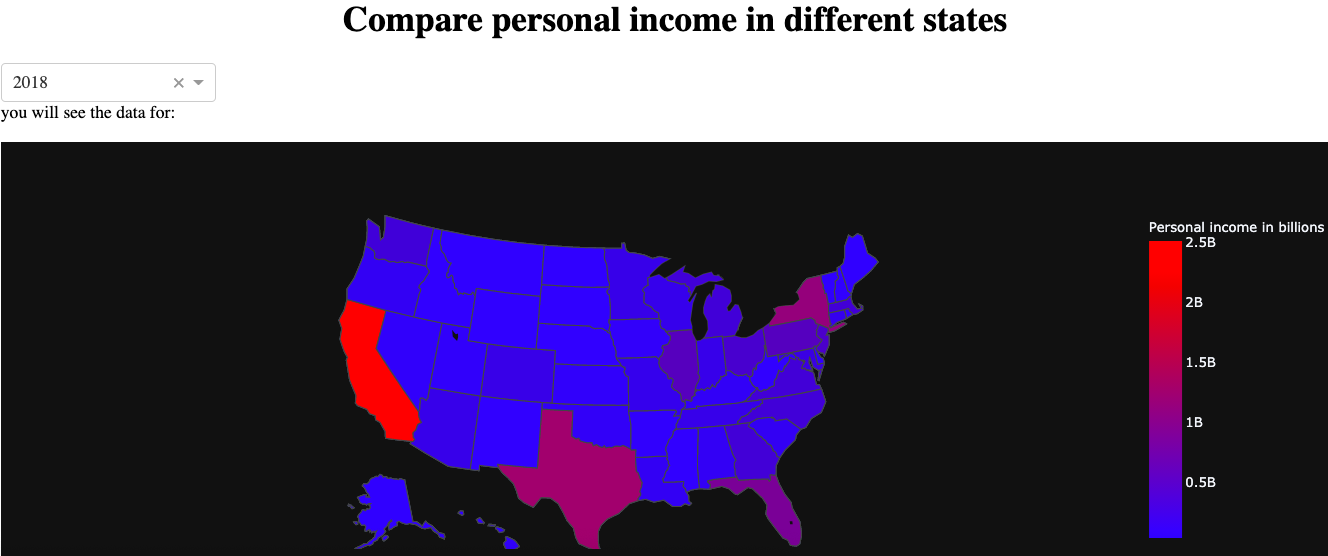 Compare personal income in different states
2018
you will see the data for:
Personal income in billions
2.5B
2B
1.5B
1B
0.5B